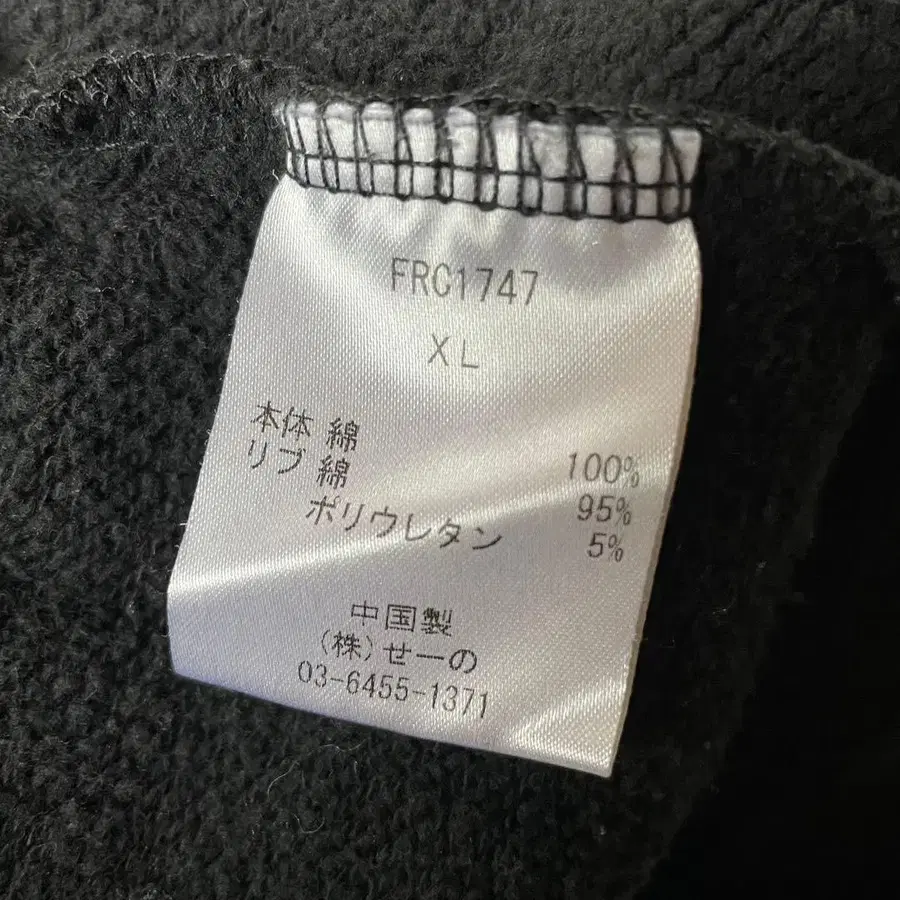 FRC1747
XL
本体 綿 100%
リブ 綿 95%
ポリウレタン 5%
中国製
(株)せーの
03-6455-1371